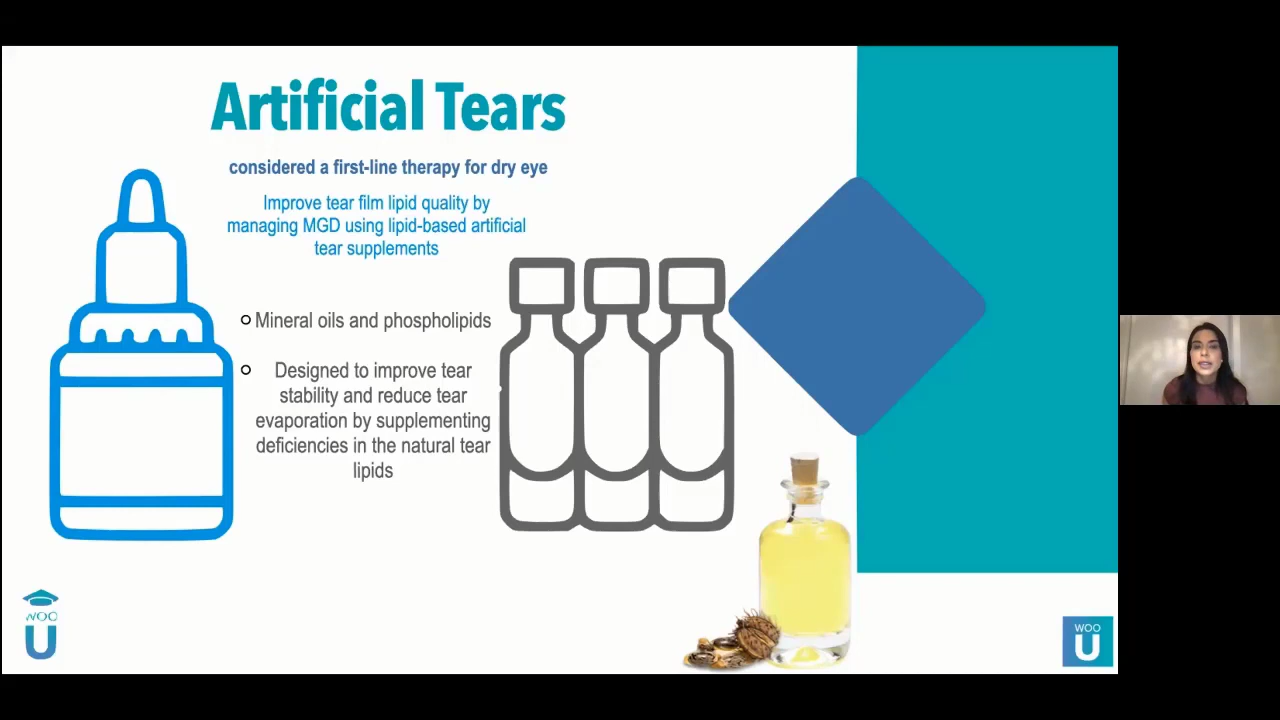 Artificial Tears
considered a first-line therapy for dry eye
Improve tear film lipid quality by
managing MGD using lipid-based artificial
tear supplements
Mineral oils and phospholipids
Designed to improve tear
stability and reduce tear
evaporation by supplementing
deficiencies in the natural tear
lipids
WOO
U
WOO
U